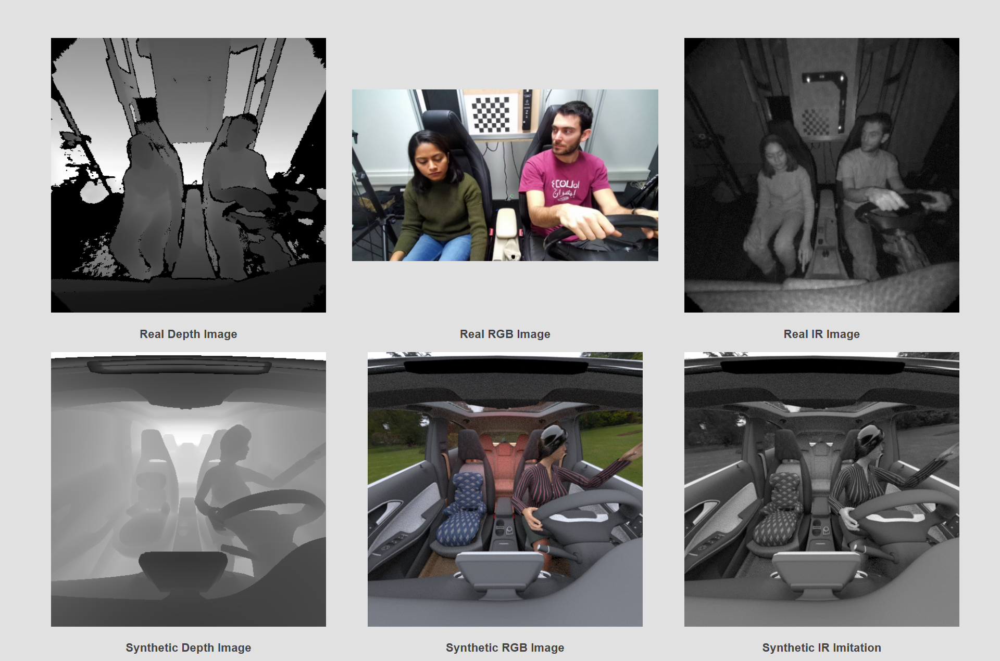 Real Depth Image
Real RGB Image
Real IR Image
Synthetic Depth Image
Synthetic RGB Image
Synthetic IR Imitation